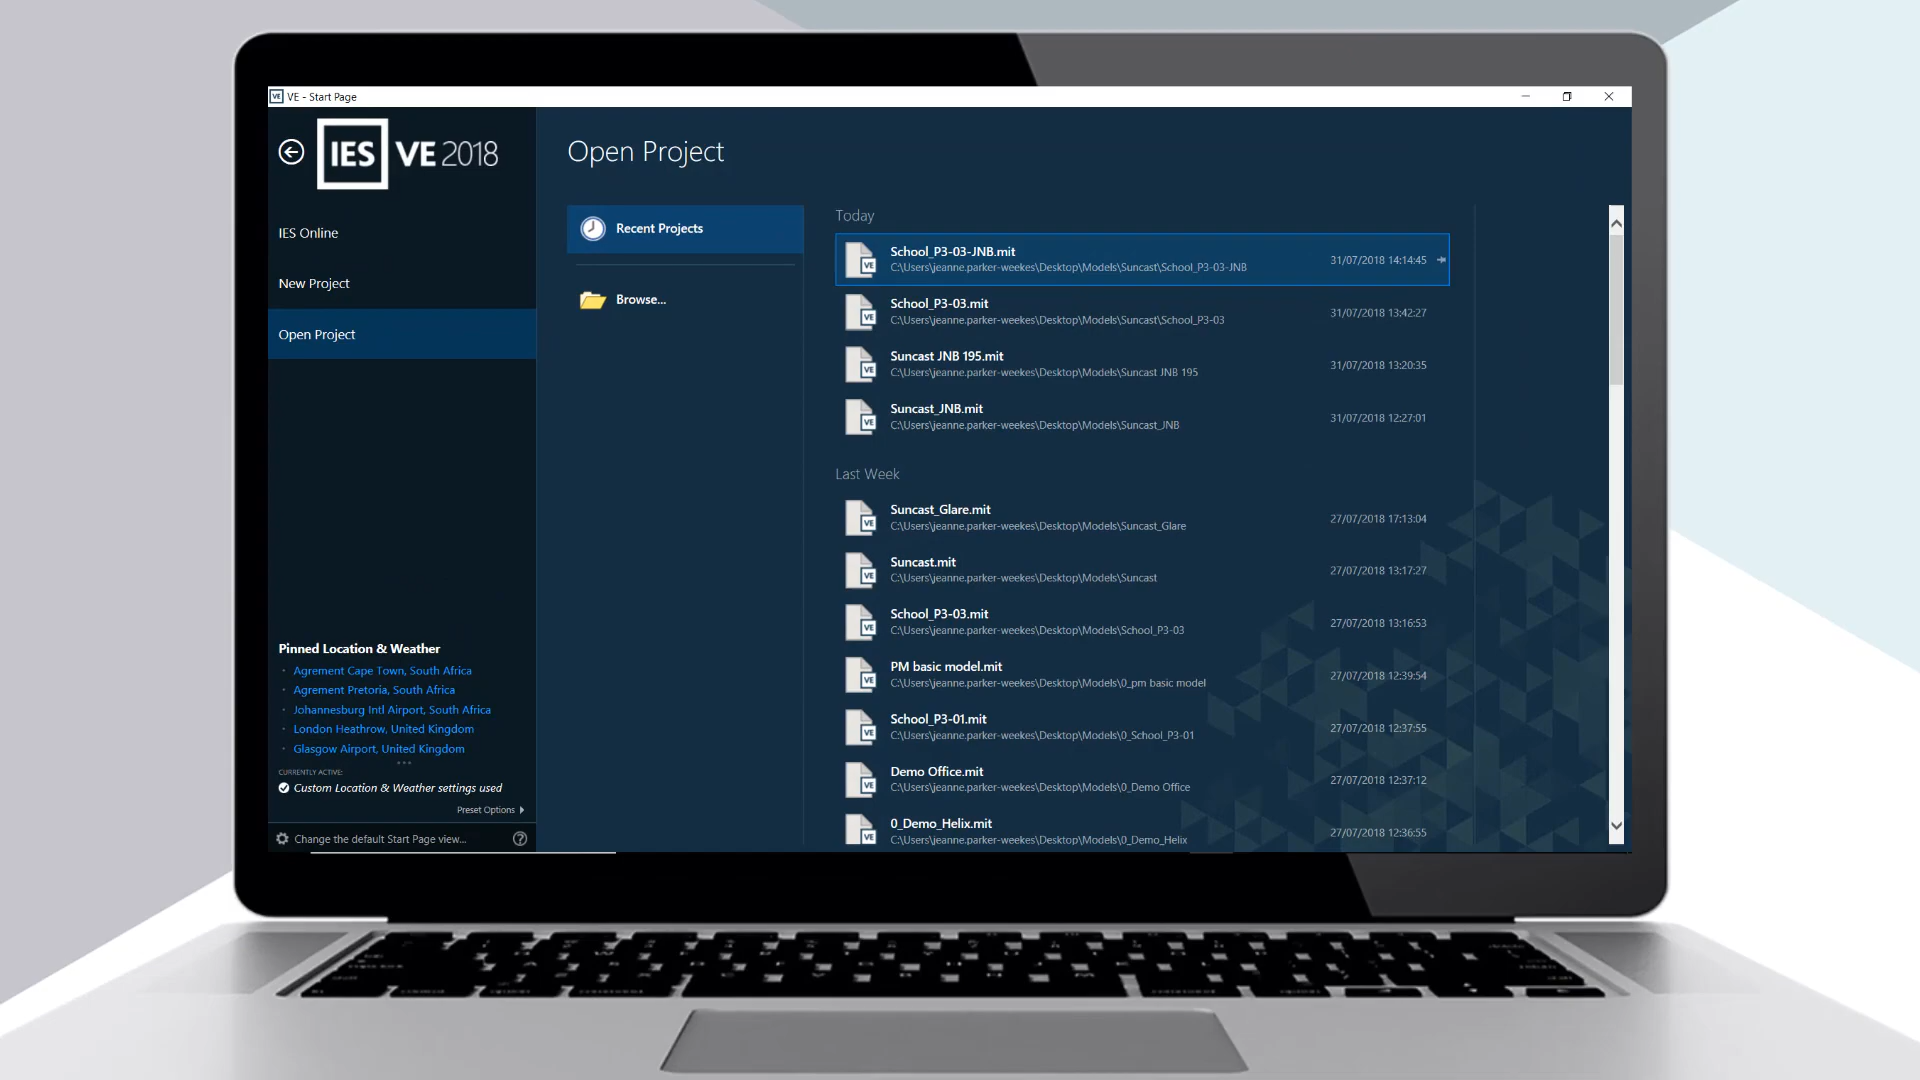 VE - Start Page
IES VE 2018
IES Online
New Project
Open Project
Pinned Location & Weather
Agrement Cape Town, South Africa
Agrement Pretoria, South Africa
Johannesburg Intl Airport, South Africa
London Heathrow, United Kingdom
Glasgow Airport, United Kingdom
CURRENTLY ACTIVE:
Custom Location & Weather settings used
Preset Options
Change the default Start Page view...
Open Project
Recent Projects
Browse...
Today
School_P3-03-JNB.mit
C:\Users\jeanne.parker-weekes\Desktop\Models\Suncast\School_P3-03-JNB
31/07/2018 14:14:45
School_P3-03.mit
C:\Users\jeanne.parker-weekes\Desktop\Models\Suncast\School_P3-03
31/07/2018 13:42:27
Suncast JNB 195.mit
C:\Users\jeanne.parker-weekes\Desktop\Models\Suncast JNB 195
31/07/2018 13:20:35
Suncast_JNB.mit
C:\Users\jeanne.parker-weekes\Desktop\Models\Suncast_JNB
31/07/2018 12:27:01
Last Week
Suncast_Glare.mit
C:\Users\jeanne.parker-weekes\Desktop\Models\Suncast_Glare
27/07/2018 17:13:04
Suncast.mit
C:\Users\jeanne.parker-weekes\Desktop\Models\Suncast
27/07/2018 13:17:27
School_P3-03.mit
C:\Users\jeanne.parker-weekes\Desktop\Models\School_P3-03
27/07/2018 13:16:53
PM basic model.mit
C:\Users\jeanne.parker-weekes\Desktop\Models\0_pm basic model
27/07/2018 12:39:54
School_P3-01.mit
C:\Users\jeanne.parker-weekes\Desktop\Models\0_School_P3-01
27/07/2018 12:37:55
Demo Office.mit
C:\Users\jeanne.parker-weekes\Desktop\Models\0_Demo Office
27/07/2018 12:37:12
0_Demo_Helix.mit
C:\Users\jeanne.parker-weekes\Desktop\Models\0_Demo_Helix
27/07/2018 12:36:55